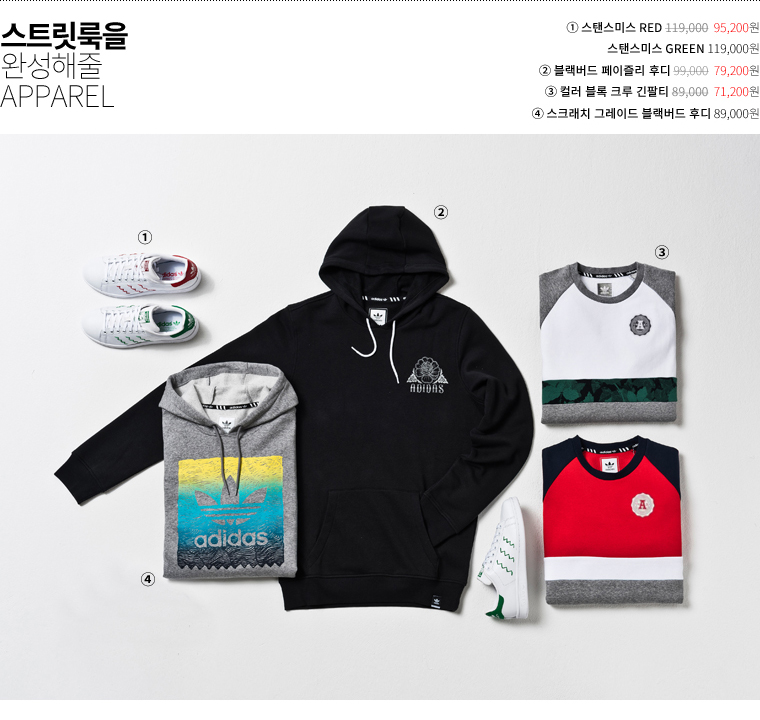 스트릿룩을
완성해줄
APPAREL
① 스탠스미스 RED 119,000 95,200원
스탠스미스 GREEN 119,000원
② 블랙버드 페이즐리 후디 99,000 79,200원
③ 컬러 블록 크루 긴팔티 89,000 71,200원
④ 스크래치 그레이드 블랙버드 후디 89,000원
①
②
③
④
adidas
adidas
ADIDAS
A
A
adidas